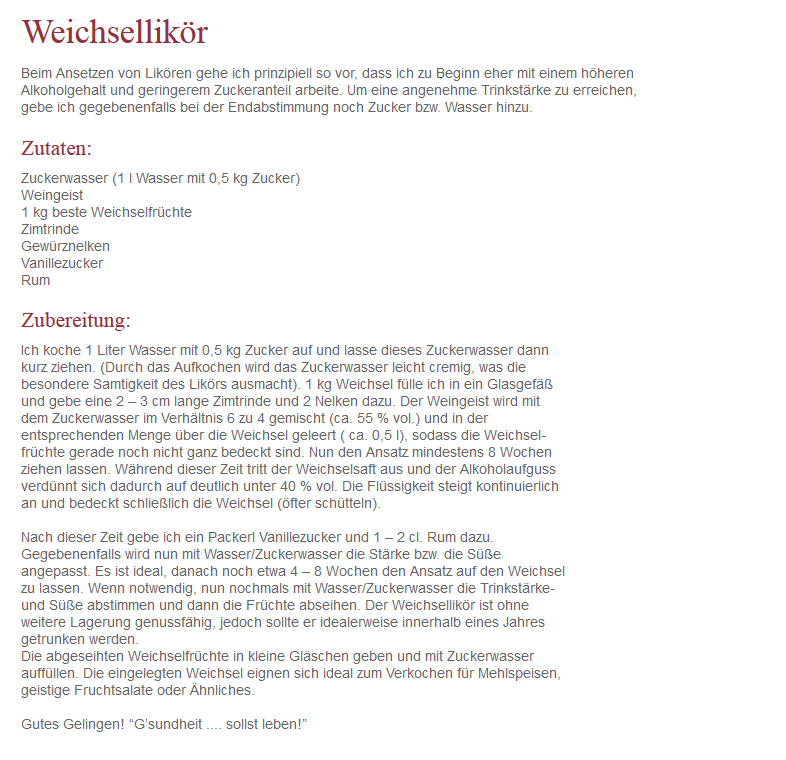 Weichsellikör
Beim Ansetzen von Likören gehe ich prinzipiell so vor, dass ich zu Beginn eher mit einem höheren
Alkoholgehalt und geringerem Zuckeranteil arbeite. Um eine angenehme Trinkstärke zu erreichen,
gebe ich gegebenenfalls bei der Endabstimmung noch Zucker bzw. Wasser hinzu.
Zutaten:
Zuckerwasser (1 l Wasser mit 0,5 kg Zucker)
Weingeist
1 kg beste Weichselfrüchte
Zimtrinde
Gewürznelken
Vanillezucker
Rum
Zubereitung:
Ich koche 1 Liter Wasser mit 0,5 kg Zucker auf und lasse dieses Zuckerwasser dann
kurz ziehen. (Durch das Aufkochen wird das Zuckerwasser leicht cremig, was die
besondere Samtigkeit des Likörs ausmacht). 1 kg Weichsel fülle ich in ein Glasgefäß
und gebe eine 2 – 3 cm lange Zimtrinde und 2 Nelken dazu. Der Weingeist wird mit
dem Zuckerwasser im Verhältnis 6 zu 4 gemischt (ca. 55 % vol.) und in der
entsprechenden Menge über die Weichsel geleert ( ca. 0,5 l), sodass die Weichsel-
früchte gerade noch nicht ganz bedeckt sind. Nun den Ansatz mindestens 8 Wochen
ziehen lassen. Während dieser Zeit tritt der Weichselsaft aus und der Alkoholaufguss
verdünnt sich dadurch auf deutlich unter 40 % vol. Die Flüssigkeit steigt kontinuierlich
an und bedeckt schließlich die Weichsel (öfter schütteln).
Nach dieser Zeit gebe ich ein Packerl Vanillezucker und 1 – 2 cl. Rum dazu.
Gegebenenfalls wird nun mit Wasser/Zuckerwasser die Stärke bzw. die Süße
angepasst. Es ist ideal, danach noch etwa 4 – 8 Wochen den Ansatz auf den Weichsel
zu lassen. Wenn notwendig, nun nochmals mit Wasser/Zuckerwasser die Trinkstärke-
und Süße abstimmen und dann die Früchte abseihen. Der Weichsellikör ist ohne
weitere Lagerung genussfähig, jedoch sollte er idealerweise innerhalb eines Jahres
getrunken werden.
Die abgeseihten Weichselfrüchte in kleine Gläschen geben und mit Zuckerwasser
auffüllen. Die eingelegten Weichsel eignen sich ideal zum Verkochen für Mehlspeisen,
geistige Fruchtsalate oder Ähnliches.
Gutes Gelingen! “G’sundheit .... sollst leben!”